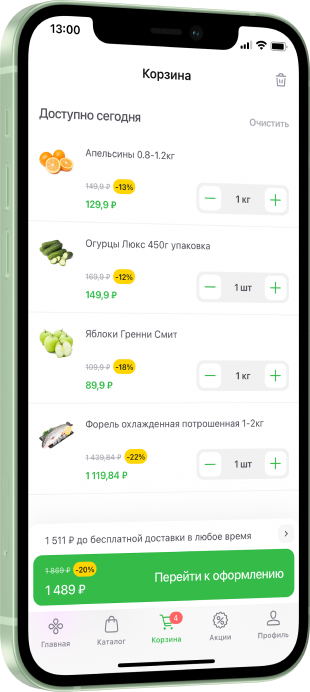 13:00
Корзина
Доступно сегодня
Очистить
Апельсины 0.8-1.2кг
149,9 ₽ -13%
129,9 ₽
1 кг
Огурцы Люкс 450г упаковка
169,9 ₽ -12%
149,9 ₽
1 шт
Яблоки Гренни Смит
109,9 ₽ -18%
89,9 ₽
1 кг
Форель охлажденная потрошенная 1-2кг
1 439,84 ₽ -22%
1 119,84 ₽
1 шт
1 511 ₽ до бесплатной доставки в любое время
1 869 ₽ -20%
1 489 ₽
Перейти к оформлению
4
Главная
Каталог
Корзина
Акции
Профиль